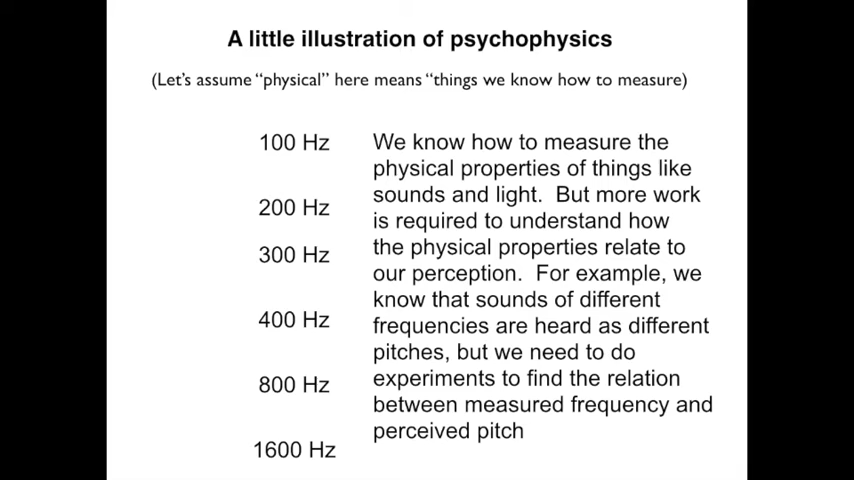 A little illustration of psychophysics
(Let's assume "physical" here means "things we know how to measure)
100 Hz
200 Hz
300 Hz
400 Hz
800 Hz
1600 Hz
We know how to measure the
physical properties of things like
sounds and light.  But more work
is required to understand how
the physical properties relate to
our perception.  For example, we
know that sounds of different
frequencies are heard as different
pitches, but we need to do
experiments to find the relation
between measured frequency and
perceived pitch